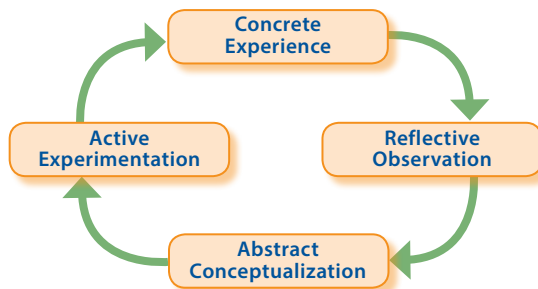 Concrete
Experience
Active
Experimentation
Reflective
Observation
Abstract
Conceptualization